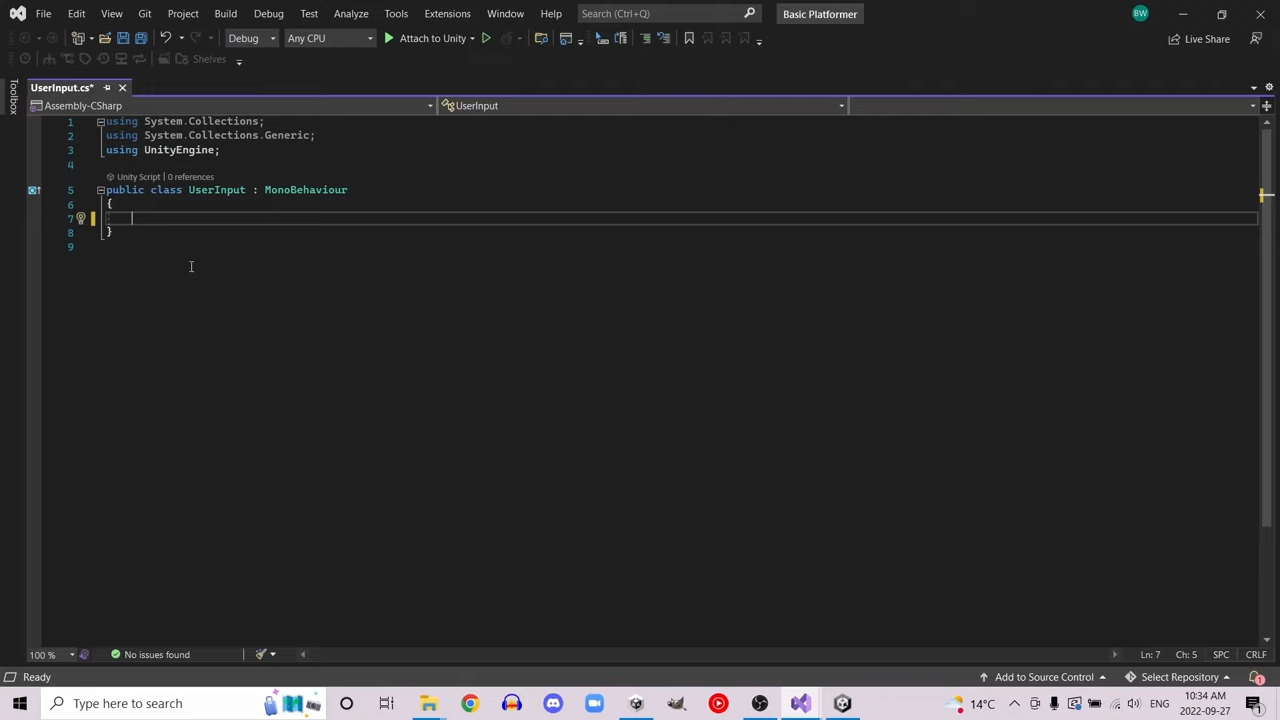 File Edit View Git Project Build Debug Test Analyze Tools Extensions Window Help Search (Ctrl+Q) Basic Platformer BW
Debug Any CPU Attach to Unity Live Share
Shelves
Toolbox
UserInput.cs*
Assembly-CSharp UserInput
1 using System.Collections;
2 using System.Collections.Generic;
3 using UnityEngine;
4
Unity Script | 0 references
5 public class UserInput : MonoBehaviour
6 {
7
8 }
9
100 % No issues found Ln: 7 Ch: 5 SPC CRLF
Ready Add to Source Control Select Repository 1
Type here to search 14°C ENG 10:34 AM
2022-09-27 1